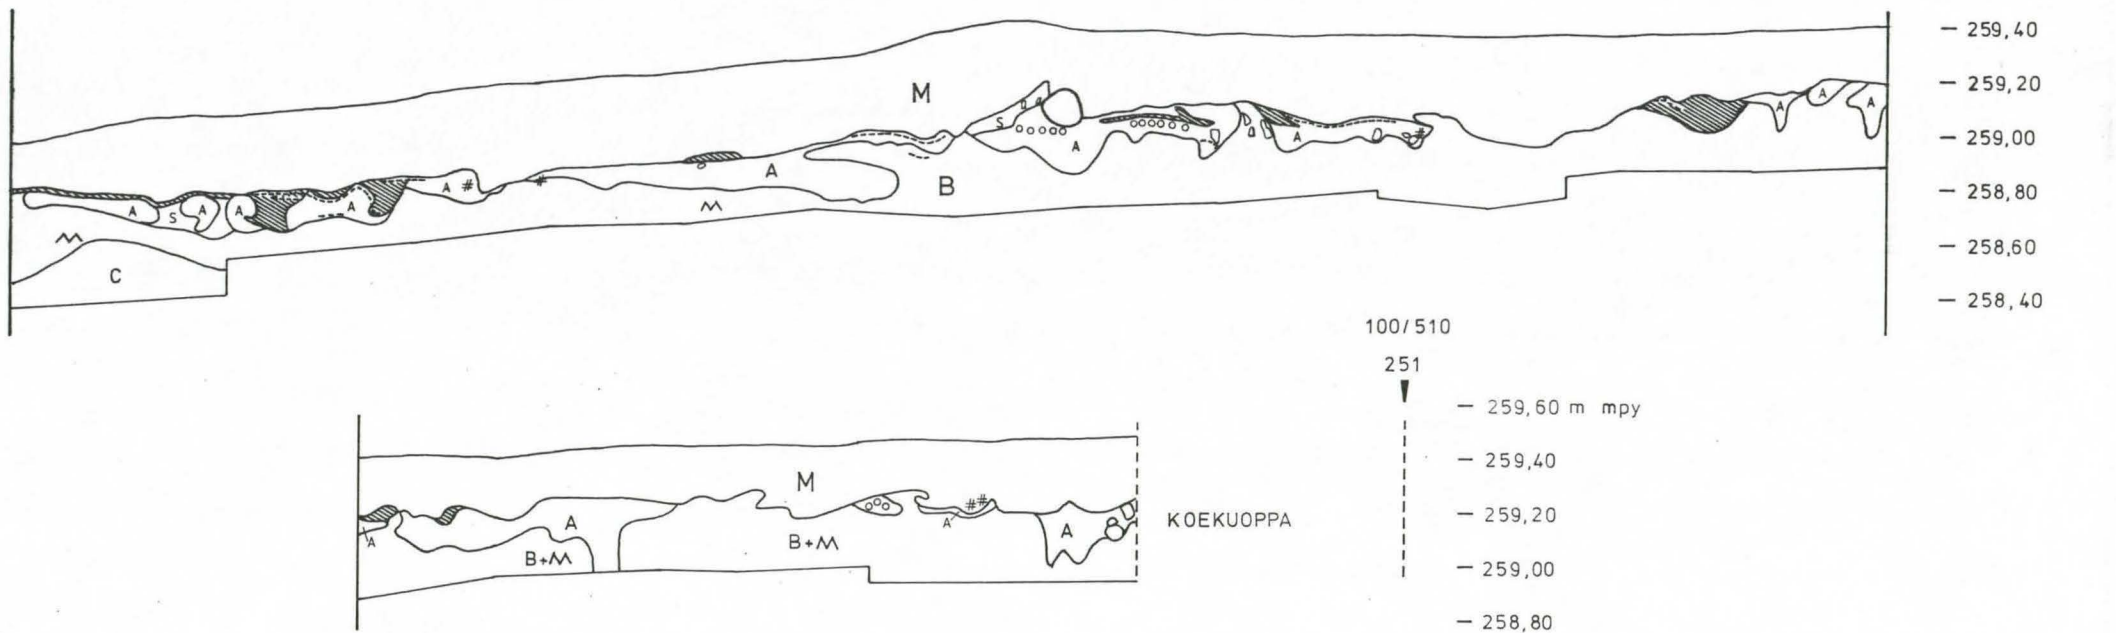 — 259,40
M
— 259,20
A A A
S
A
— 259,00
A
A
A #
#
A B
— 258,80
A S A A A
M
— 258,60
C
— 258,40
100/510
251
— 259,60 m mpy
— 259,40
M
##
A
— 259,20
A
A
A
KOEKUOPPA
B+M
B+M
— 259,00
— 258,80